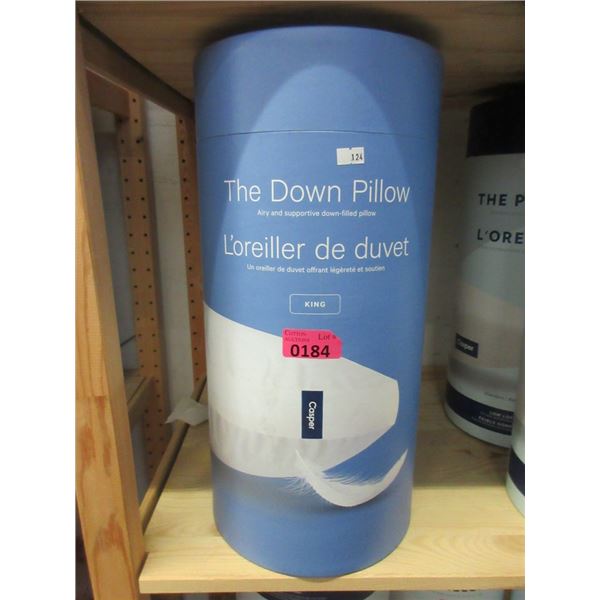 124
The Down Pillow
Airy and supportive down-filled pillow
L'oreiller de duvet
Un oreiller de duvet offrant légèreté et soutien
KING
Lot #
0184
Casper
THE P
L'ORE
Casper